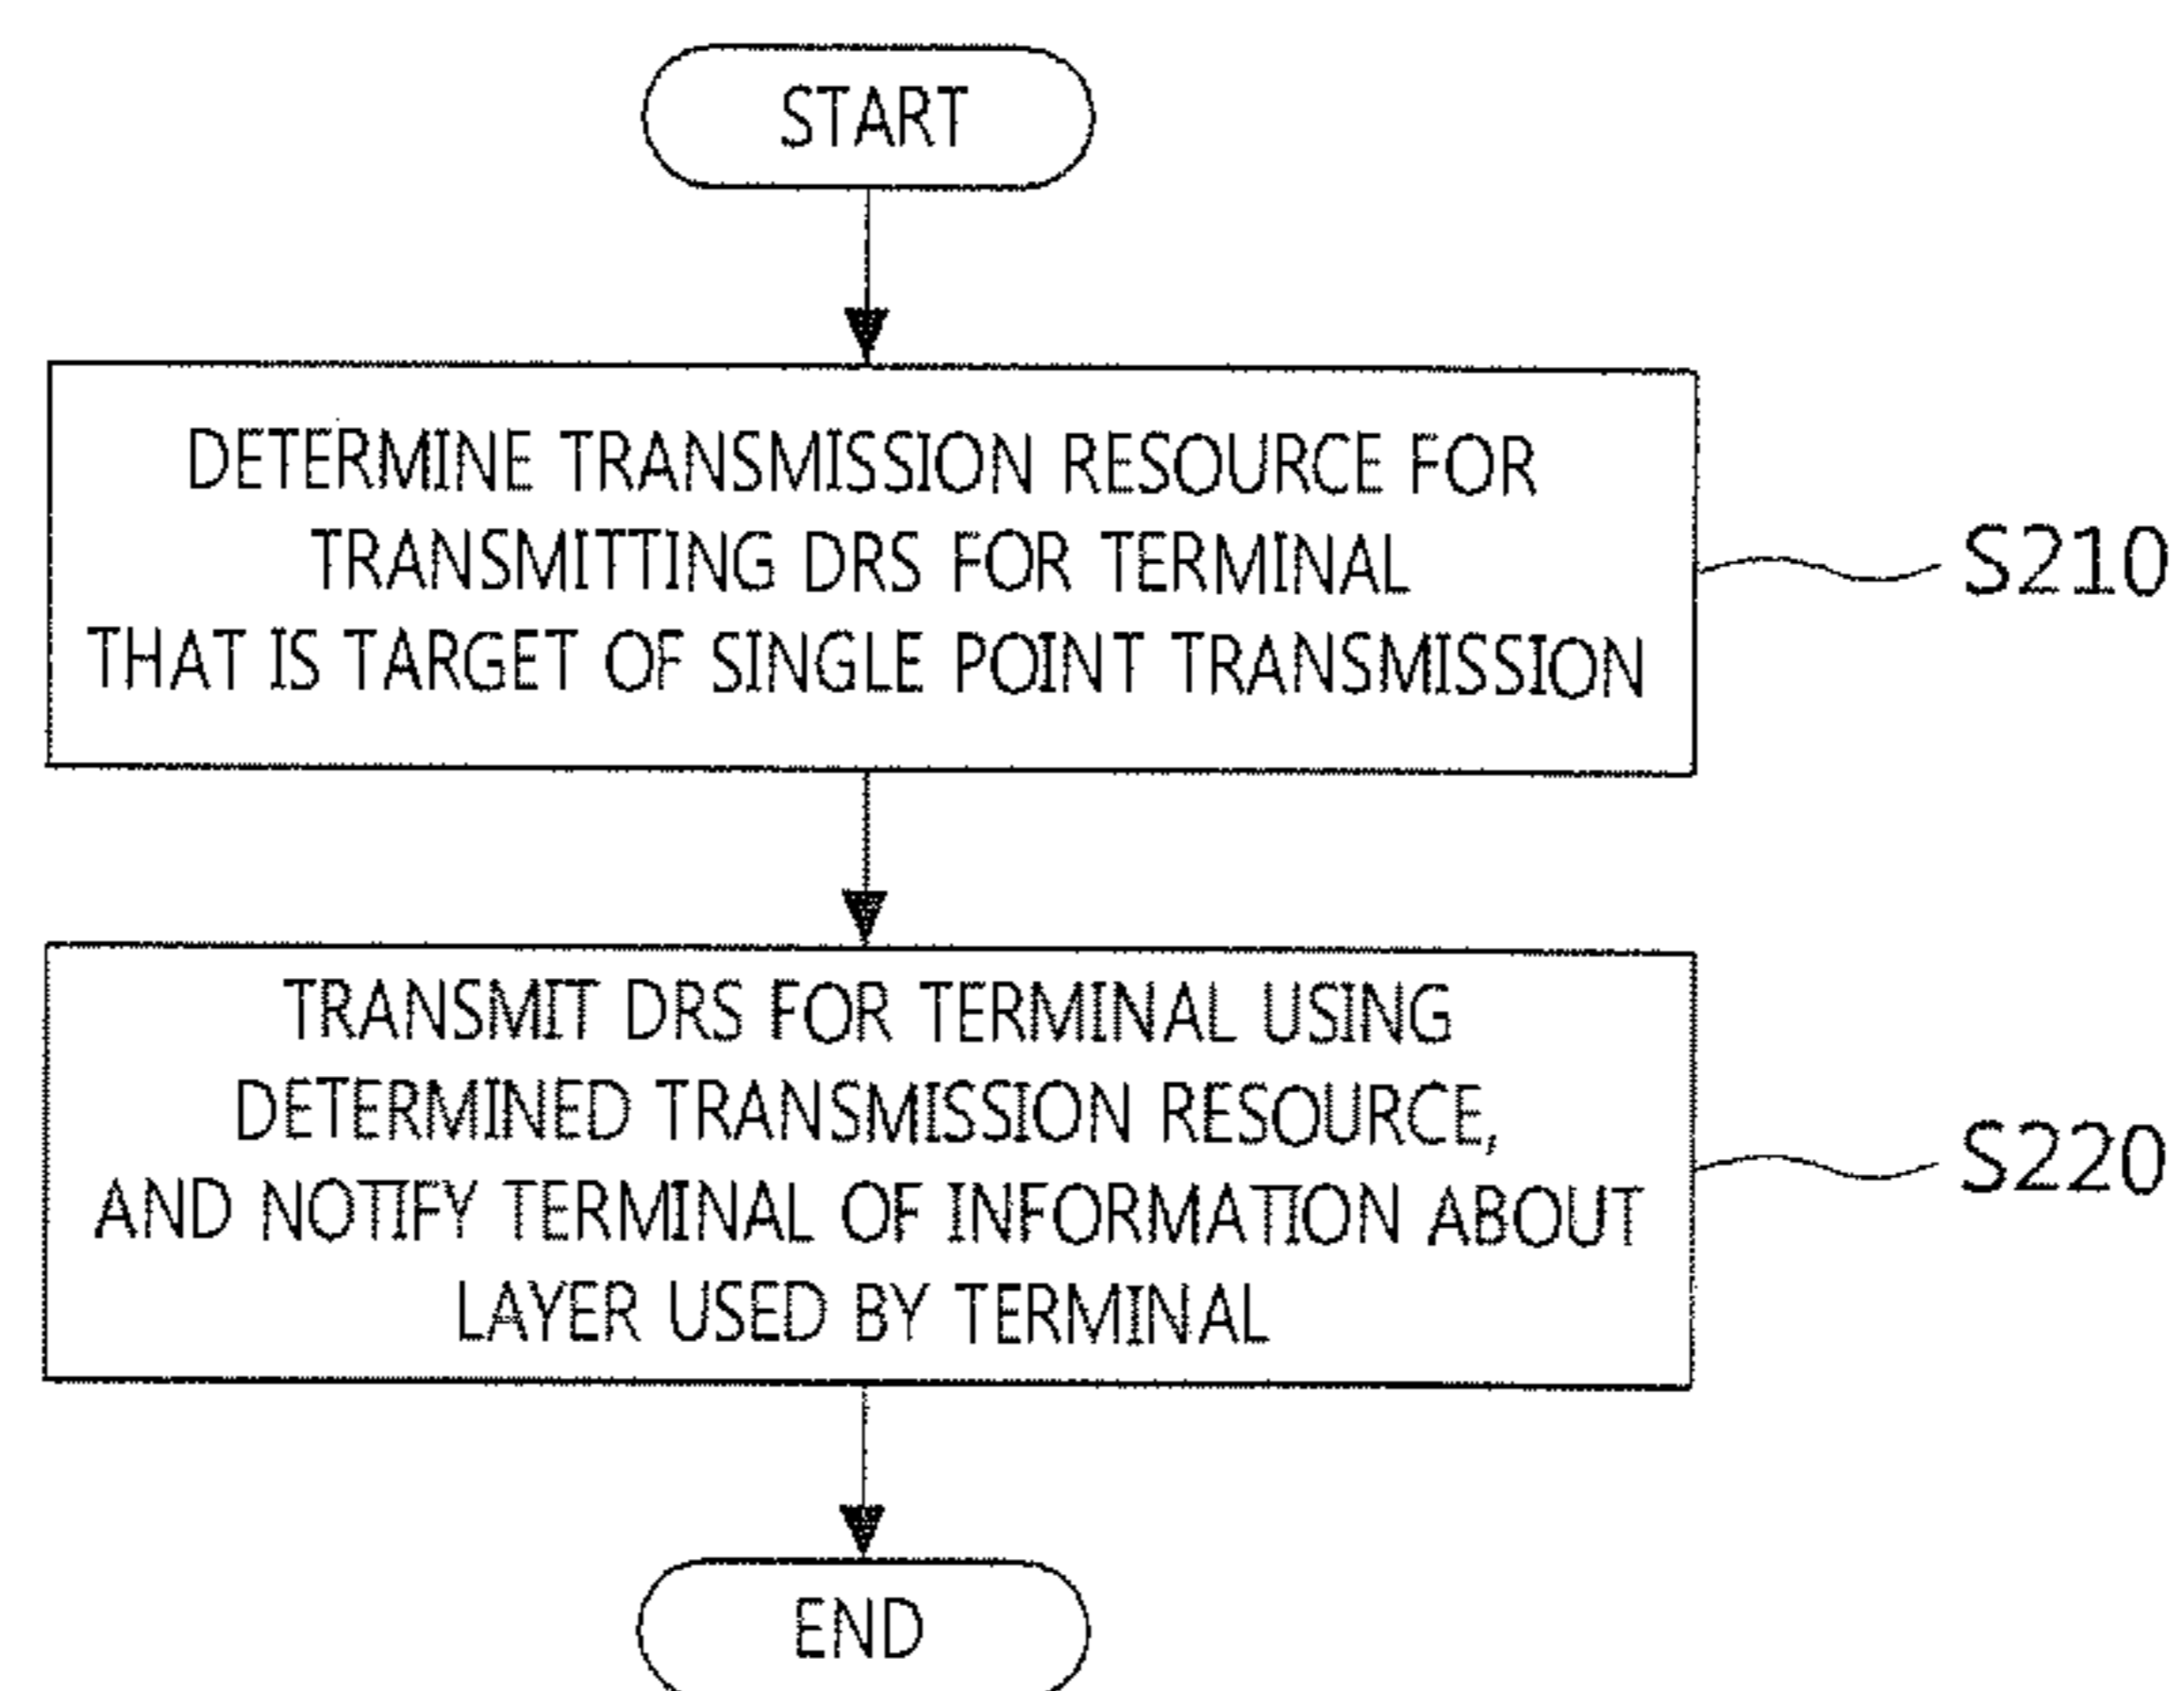 START
DETERMINE TRANSMISSION RESOURCE FOR
TRANSMITTING DRS FOR TERMINAL
THAT IS TARGET OF SINGLE POINT TRANSMISSION
S210
TRANSMIT DRS FOR TERMINAL USING
DETERMINED TRANSMISSION RESOURCE,
AND NOTIFY TERMINAL OF INFORMATION ABOUT
LAYER USED BY TERMINAL
S220
END